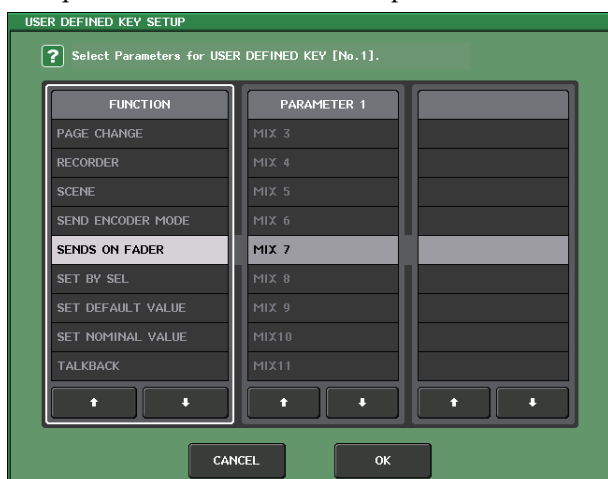 USER DEFINED KEY SETUP
? Select Parameters for USER DEFINED KEY [No.1].
FUNCTION
PARAMETER 1
PAGE CHANGE
MIX 3
RECORDER
MIX 4
SCENE
MIX 5
SEND ENCODER MODE
MIX 6
SENDS ON FADER
MIX 7
SET BY SEL
MIX 8
SET DEFAULT VALUE
MIX 9
SET NOMINAL VALUE
MIX10
TALKBACK
MIX11
CANCEL
OK